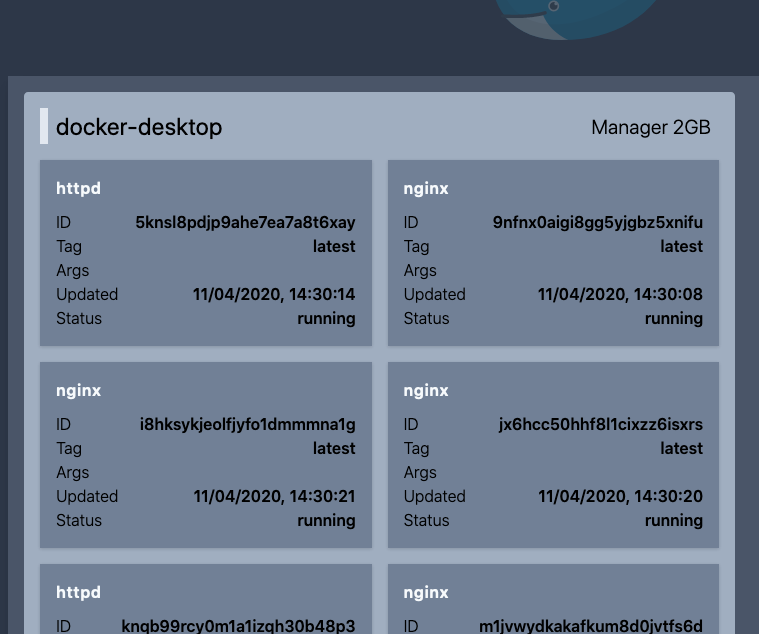 docker-desktop
Manager 2GB
httpd
ID 5knsl8pdjp9ahe7ea7a8t6xay
Tag latest
Args
Updated 11/04/2020, 14:30:14
Status running
nginx
ID 9nfnx0aigi8gg5yjgbz5xnifu
Tag latest
Args
Updated 11/04/2020, 14:30:08
Status running
nginx
ID i8hksykjeolfjyfo1dmmmna1g
Tag latest
Args
Updated 11/04/2020, 14:30:21
Status running
nginx
ID jx6hcc50hhf8l1cixzz6isxrs
Tag latest
Args
Updated 11/04/2020, 14:30:20
Status running
httpd
ID knqb99rcy0m1a1izqh30b48p3
nginx
ID m1jvwydkakafkum8d0jvtfs6d